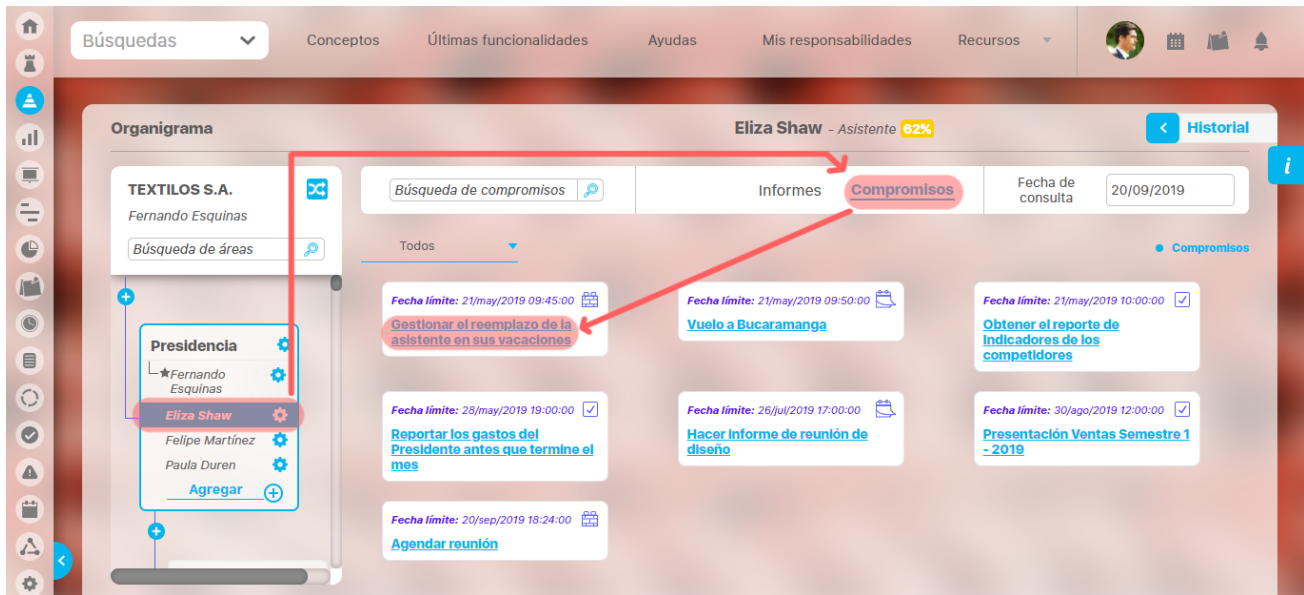 Búsquedas
Conceptos
Últimas funcionalidades
Ayudas
Mis responsabilidades
Recursos
Organigrama
Eliza Shaw - Asistente 62%
Historial
i
TEXTILOS S.A.
Fernando Esquinas
Búsqueda de áreas
Búsqueda de compromisos
Informes
Compromisos
Fecha de
consulta
20/09/2019
Todos
Compromisos
Presidencia
Fernando
Esquinas
Eliza Shaw
Felipe Martínez
Paula Duren
Agregar
Fecha límite: 21/may/2019 09:45:00
Gestionar el reemplazo de la
asistente en sus vacaciones
Fecha límite: 21/may/2019 09:50:00
Vuelo a Bucaramanga
Fecha límite: 21/may/2019 10:00:00
Obtener el reporte de
Indicadores de los
competidores
Fecha límite: 28/may/2019 19:00:00
Reportar los gastos del
Presidente antes que termine el
mes
Fecha límite: 26/jul/2019 17:00:00
Hacer informe de reunión de
diseño
Fecha límite: 30/ago/2019 12:00:00
Presentación Ventas Semestre 1
- 2019
Fecha límite: 20/sep/2019 18:24:00
Agendar reunión